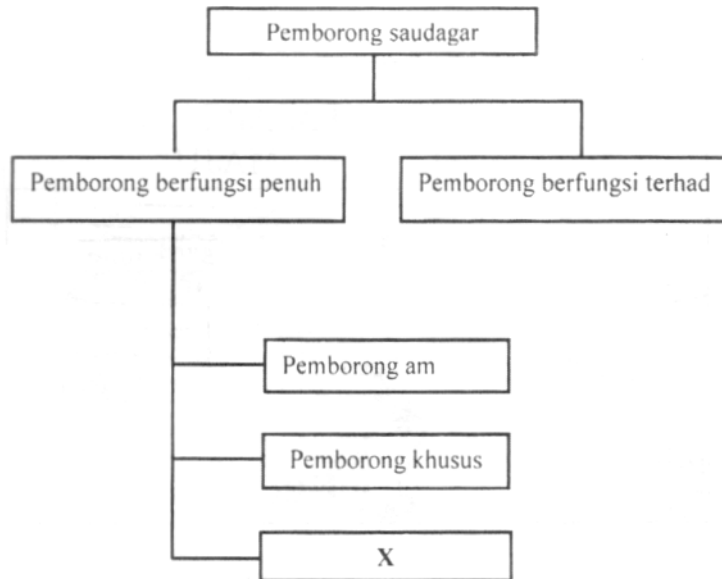 Pemborong saudagar
Pemborong berfungsi penuh
Pemborong berfungsi terhad
Pemborong am
Pemborong khusus
X